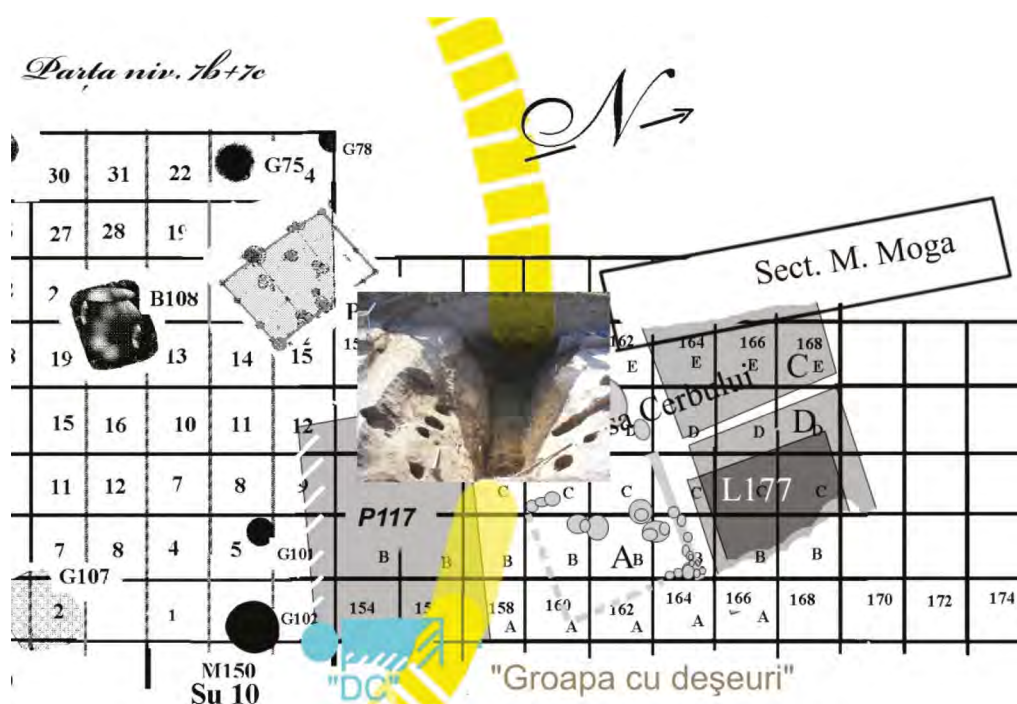 Parța niv. 7b+7c
N
30 31 22 G75 4 G78
27 28 19
2 B108
Sect. M. Moga
19 13 14 15 162 164 166 168
E E E C E
15 16 10 11 12 sa Cerbului
D D D D
11 12 7 8 9 C C C C L177 C C
P117
7 8 4 5 G101 B B B B A B B B
G107
2 1 G102 154 158 160 162 164 166 168 170 172 174
A A A A A
M150
Su 10
"DC"
"Groapa cu deşeuri"